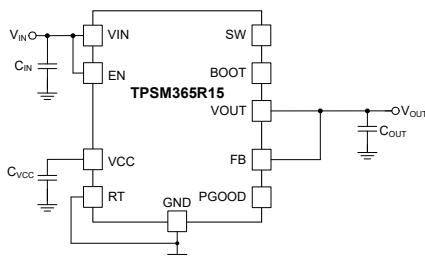 VIN VIN SW
CIN EN BOOT
TPSM365R15
VOUT VOUT
COUT
VCC FB
CVCC
RT GND PGOOD